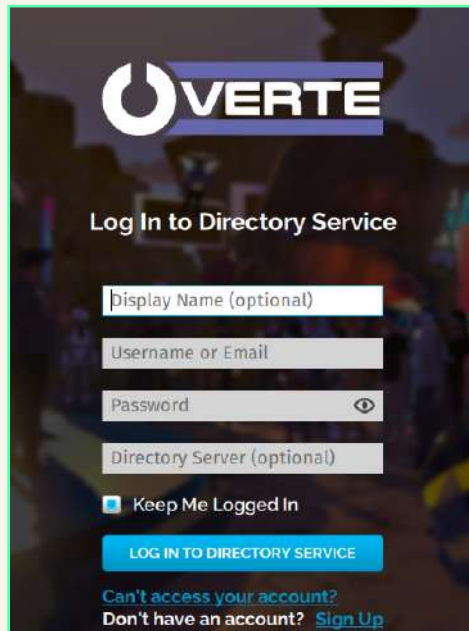 OVERTE
Log In to Directory Service
Display Name (optional)
Username or Email
Password
Directory Server (optional)
Keep Me Logged In
LOG IN TO DIRECTORY SERVICE
Can't access your account?
Don't have an account? Sign Up